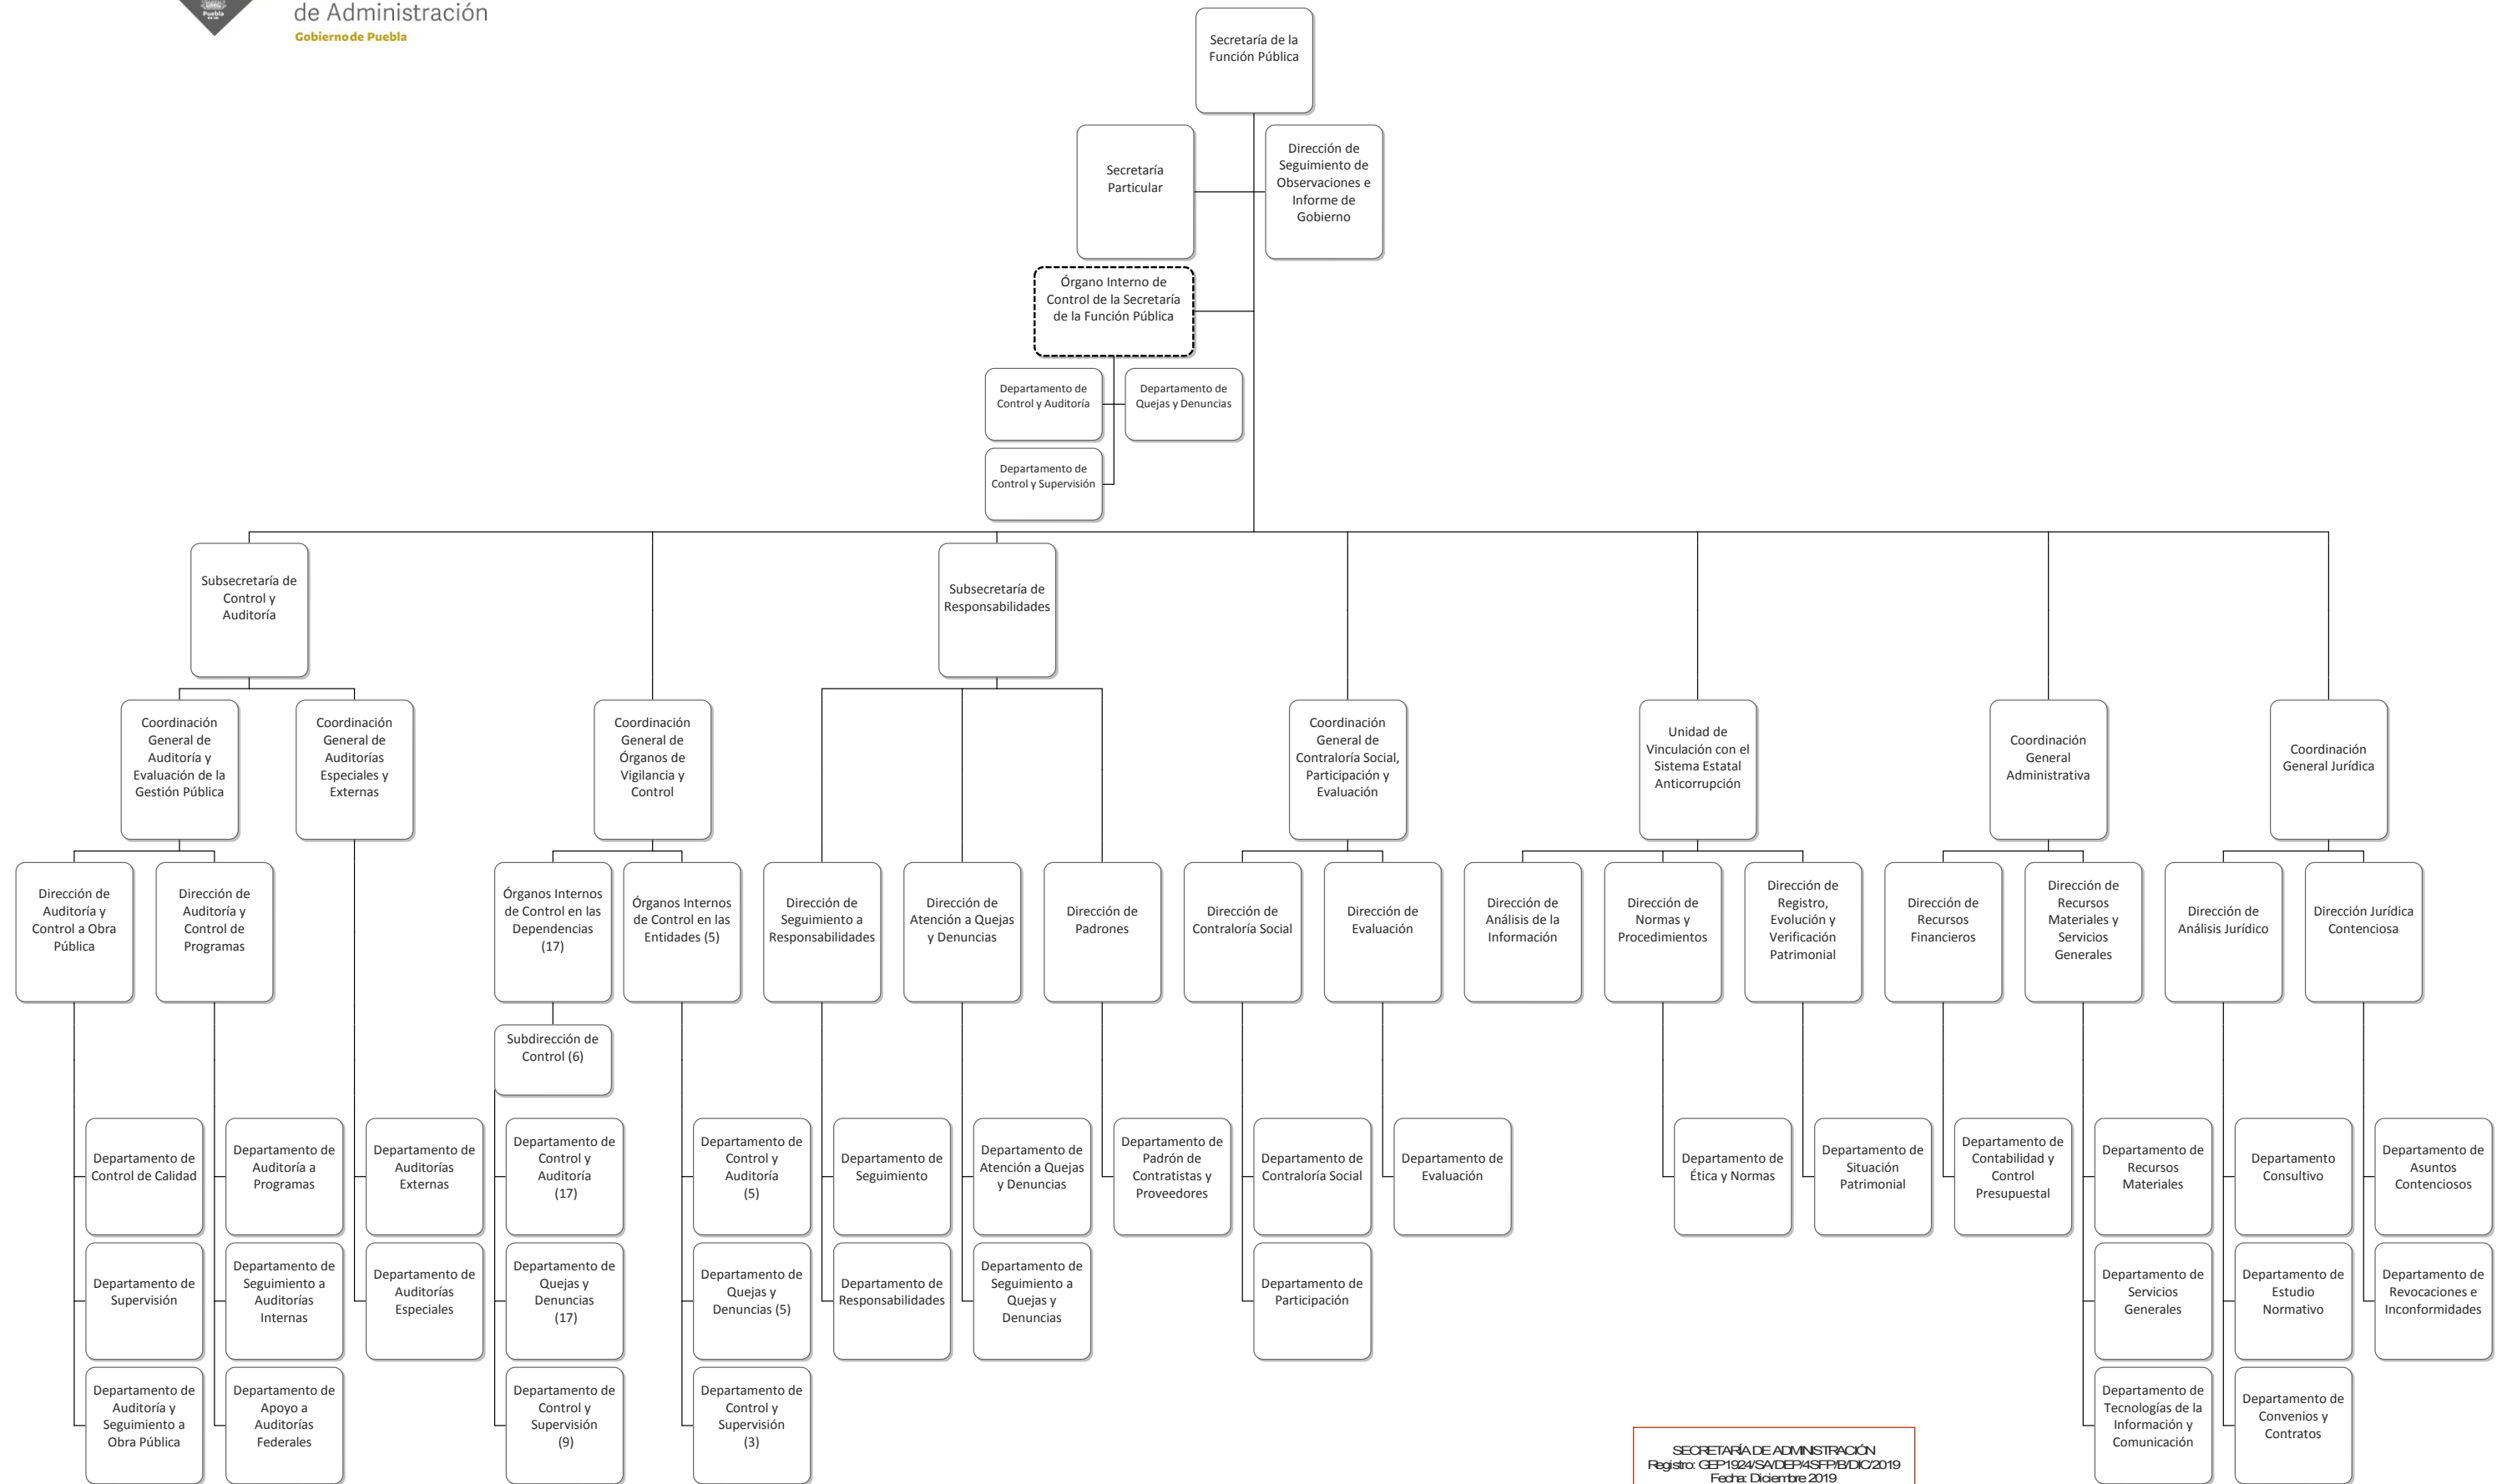 de Administración
Gobierno de Puebla
Puebla
Secretaría de la
Función Pública
Secretaría
Particular
Dirección de
Seguimiento de
Observaciones e
Informe de
Gobierno
Órgano Interno de
Control de la Secretaría
de la Función Pública
Departamento de
Control y Auditoría
Departamento de
Quejas y Denuncias
Departamento de
Control y Supervisión
Subsecretaría de
Control y
Auditoría
Subsecretaría de
Responsabilidades
Coordinación
General de
Auditoría y
Evaluación de la
Gestión Pública
Coordinación
General de
Auditorías
Especiales y
Externas
Coordinación
General de
Órganos de
Vigilancia y
Control
Coordinación
General de
Contraloría Social,
Participación y
Evaluación
Unidad de
Vinculación con el
Sistema Estatal
Anticorrupción
Coordinación
General
Administrativa
Coordinación
General Jurídica
Dirección de
Auditoría y
Control a Obra
Pública
Dirección de
Auditoría y
Control de
Programas
Órganos Internos
de Control en las
Dependencias
(17)
Órganos Internos
de Control en las
Entidades (5)
Dirección de
Seguimiento a
Responsabilidades
Dirección de
Atención a Quejas
y Denuncias
Dirección de
Padrones
Dirección de
Contraloría Social
Dirección de
Evaluación
Dirección de
Análisis de la
Información
Dirección de
Normas y
Procedimientos
Dirección de
Registro,
Evolución y
Verificación
Patrimonial
Dirección de
Recursos
Financieros
Dirección de
Recursos
Materiales y
Servicios
Generales
Dirección de
Análisis Jurídico
Dirección Jurídica
Contenciosa
Subdirección de
Control (6)
Departamento de
Control de Calidad
Departamento de
Auditoría a
Programas
Departamento de
Auditorías
Externas
Departamento de
Control y
Auditoría
(17)
Departamento de
Control y
Auditoría
(5)
Departamento de
Seguimiento
Departamento de
Atención a Quejas
y Denuncias
Departamento de
Padrón de
Contratistas y
Proveedores
Departamento de
Contraloría Social
Departamento de
Evaluación
Departamento de
Ética y Normas
Departamento de
Situación
Patrimonial
Departamento de
Contabilidad y
Control
Presupuestal
Departamento de
Recursos
Materiales
Departamento
Consultivo
Departamento de
Asuntos
Contenciosos
Departamento de
Supervisión
Departamento de
Seguimiento a
Auditorías
Internas
Departamento de
Auditorías
Especiales
Departamento de
Quejas y
Denuncias
(17)
Departamento de
Quejas y
Denuncias (5)
Departamento de
Responsabilidades
Departamento de
Seguimiento a
Quejas y
Denuncias
Departamento de
Participación
Departamento de
Servicios
Generales
Departamento de
Estudio
Normativo
Departamento de
Revocaciones e
Inconformidades
Departamento de
Auditoría y
Seguimiento a
Obra Pública
Departamento de
Apoyo a
Auditorías
Federales
Departamento de
Control y
Supervisión
(9)
Departamento de
Control y
Supervisión
(3)
Departamento de
Tecnologías de la
Información y
Comunicación
Departamento de
Convenios y
Contratos
SECRETARÍA DE ADMINISTRACIÓN
Registro: GEP1924/SA/DEP/4SFP/B/DIC/2019
Fecha: Diciembre 2019